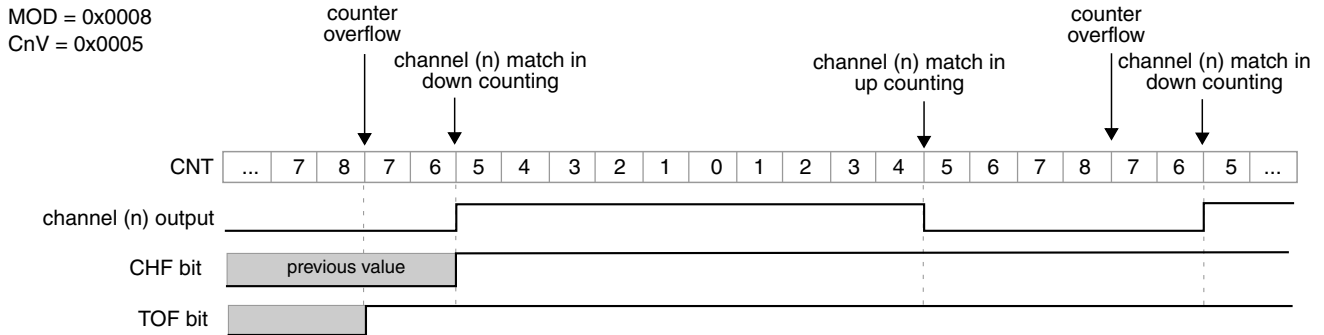 MOD = 0x0008
CnV = 0x0005
counter
overflow
channel (n) match in
down counting
channel (n) match in
up counting
counter
overflow
channel (n) match in
down counting
CNT ... 7 8 7 6 5 4 3 2 1 0 1 2 3 4 5 6 7 8 7 6 5 ...
channel (n) output
CHF bit previous value
TOF bit